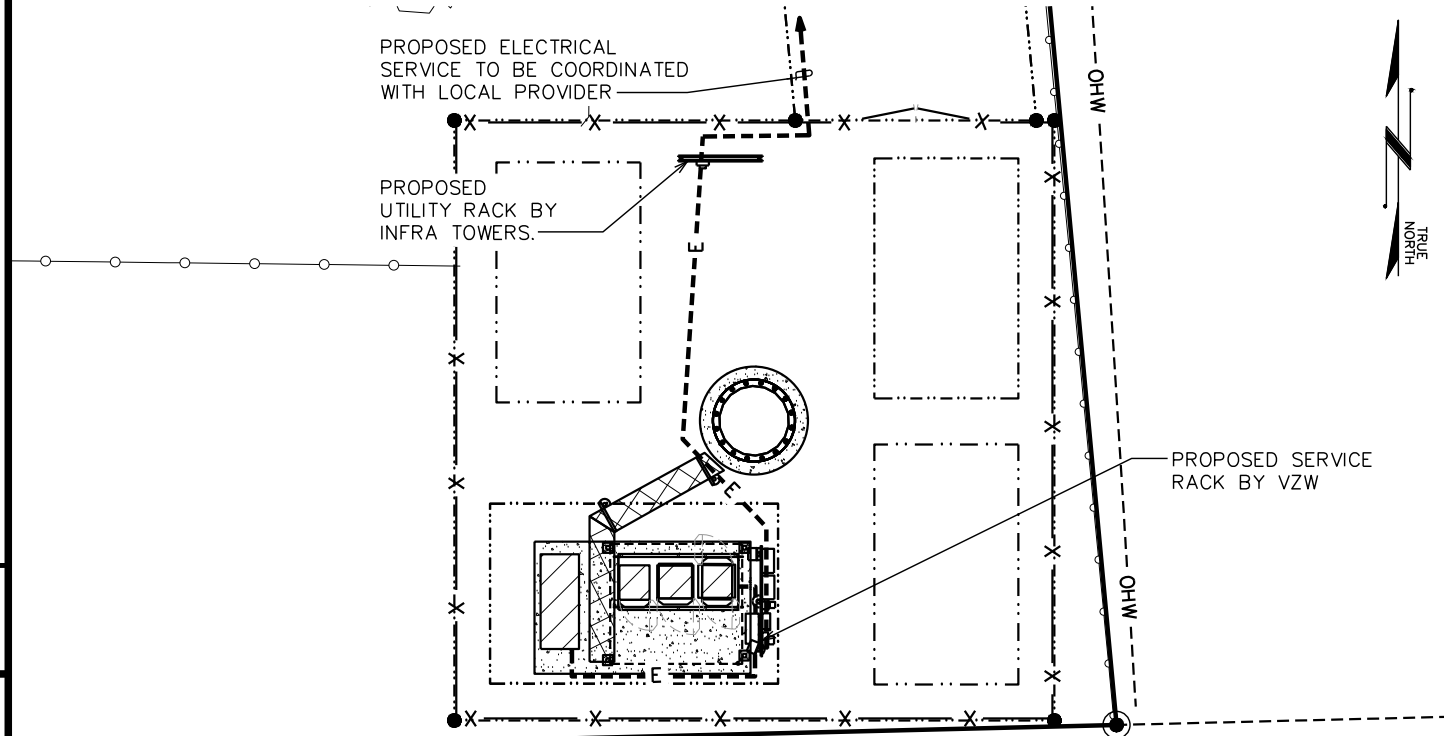 PROPOSED ELECTRICAL
SERVICE TO BE COORDINATED
WITH LOCAL PROVIDER
OHW
PROPOSED
UTILITY RACK BY
INFRA TOWERS.
E
TRUE
NORTH
PROPOSED SERVICE
RACK BY VZW
E
OHW
E